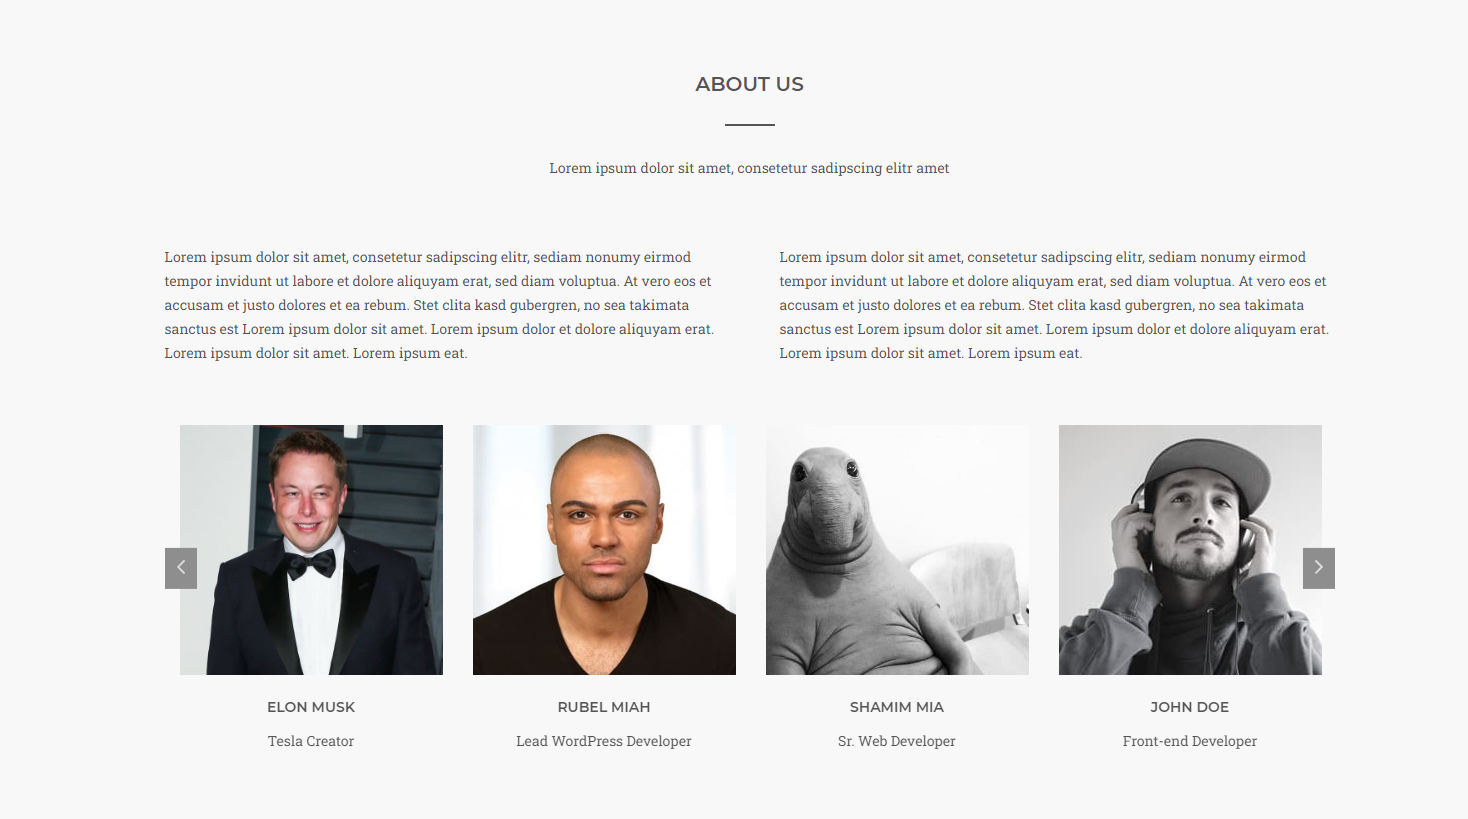 ABOUT US
Lorem ipsum dolor sit amet, consetetur sadipscing elitr amet
Lorem ipsum dolor sit amet, consetetur sadipscing elitr, sediam nonumy eirmod
tempor invidunt ut labore et dolore aliquyam erat, sed diam voluptua. At vero eos et
accusam et justo dolores et ea rebum. Stet clita kasd gubergren, no sea takimata
sanctus est Lorem ipsum dolor sit amet. Lorem ipsum dolor et dolore aliquyam erat.
Lorem ipsum dolor sit amet. Lorem ipsum eat.
Lorem ipsum dolor sit amet, consetetur sadipscing elitr, sediam nonumy eirmod
tempor invidunt ut labore et dolore aliquyam erat, sed diam voluptua. At vero eos et
accusam et justo dolores et ea rebum. Stet clita kasd gubergren, no sea takimata
sanctus est Lorem ipsum dolor sit amet. Lorem ipsum dolor et dolore aliquyam erat.
Lorem ipsum dolor sit amet. Lorem ipsum eat.
ELON MUSK
Tesla Creator
RUBEL MIAH
Lead WordPress Developer
SHAMIM MIA
Sr. Web Developer
JOHN DOE
Front-end Developer